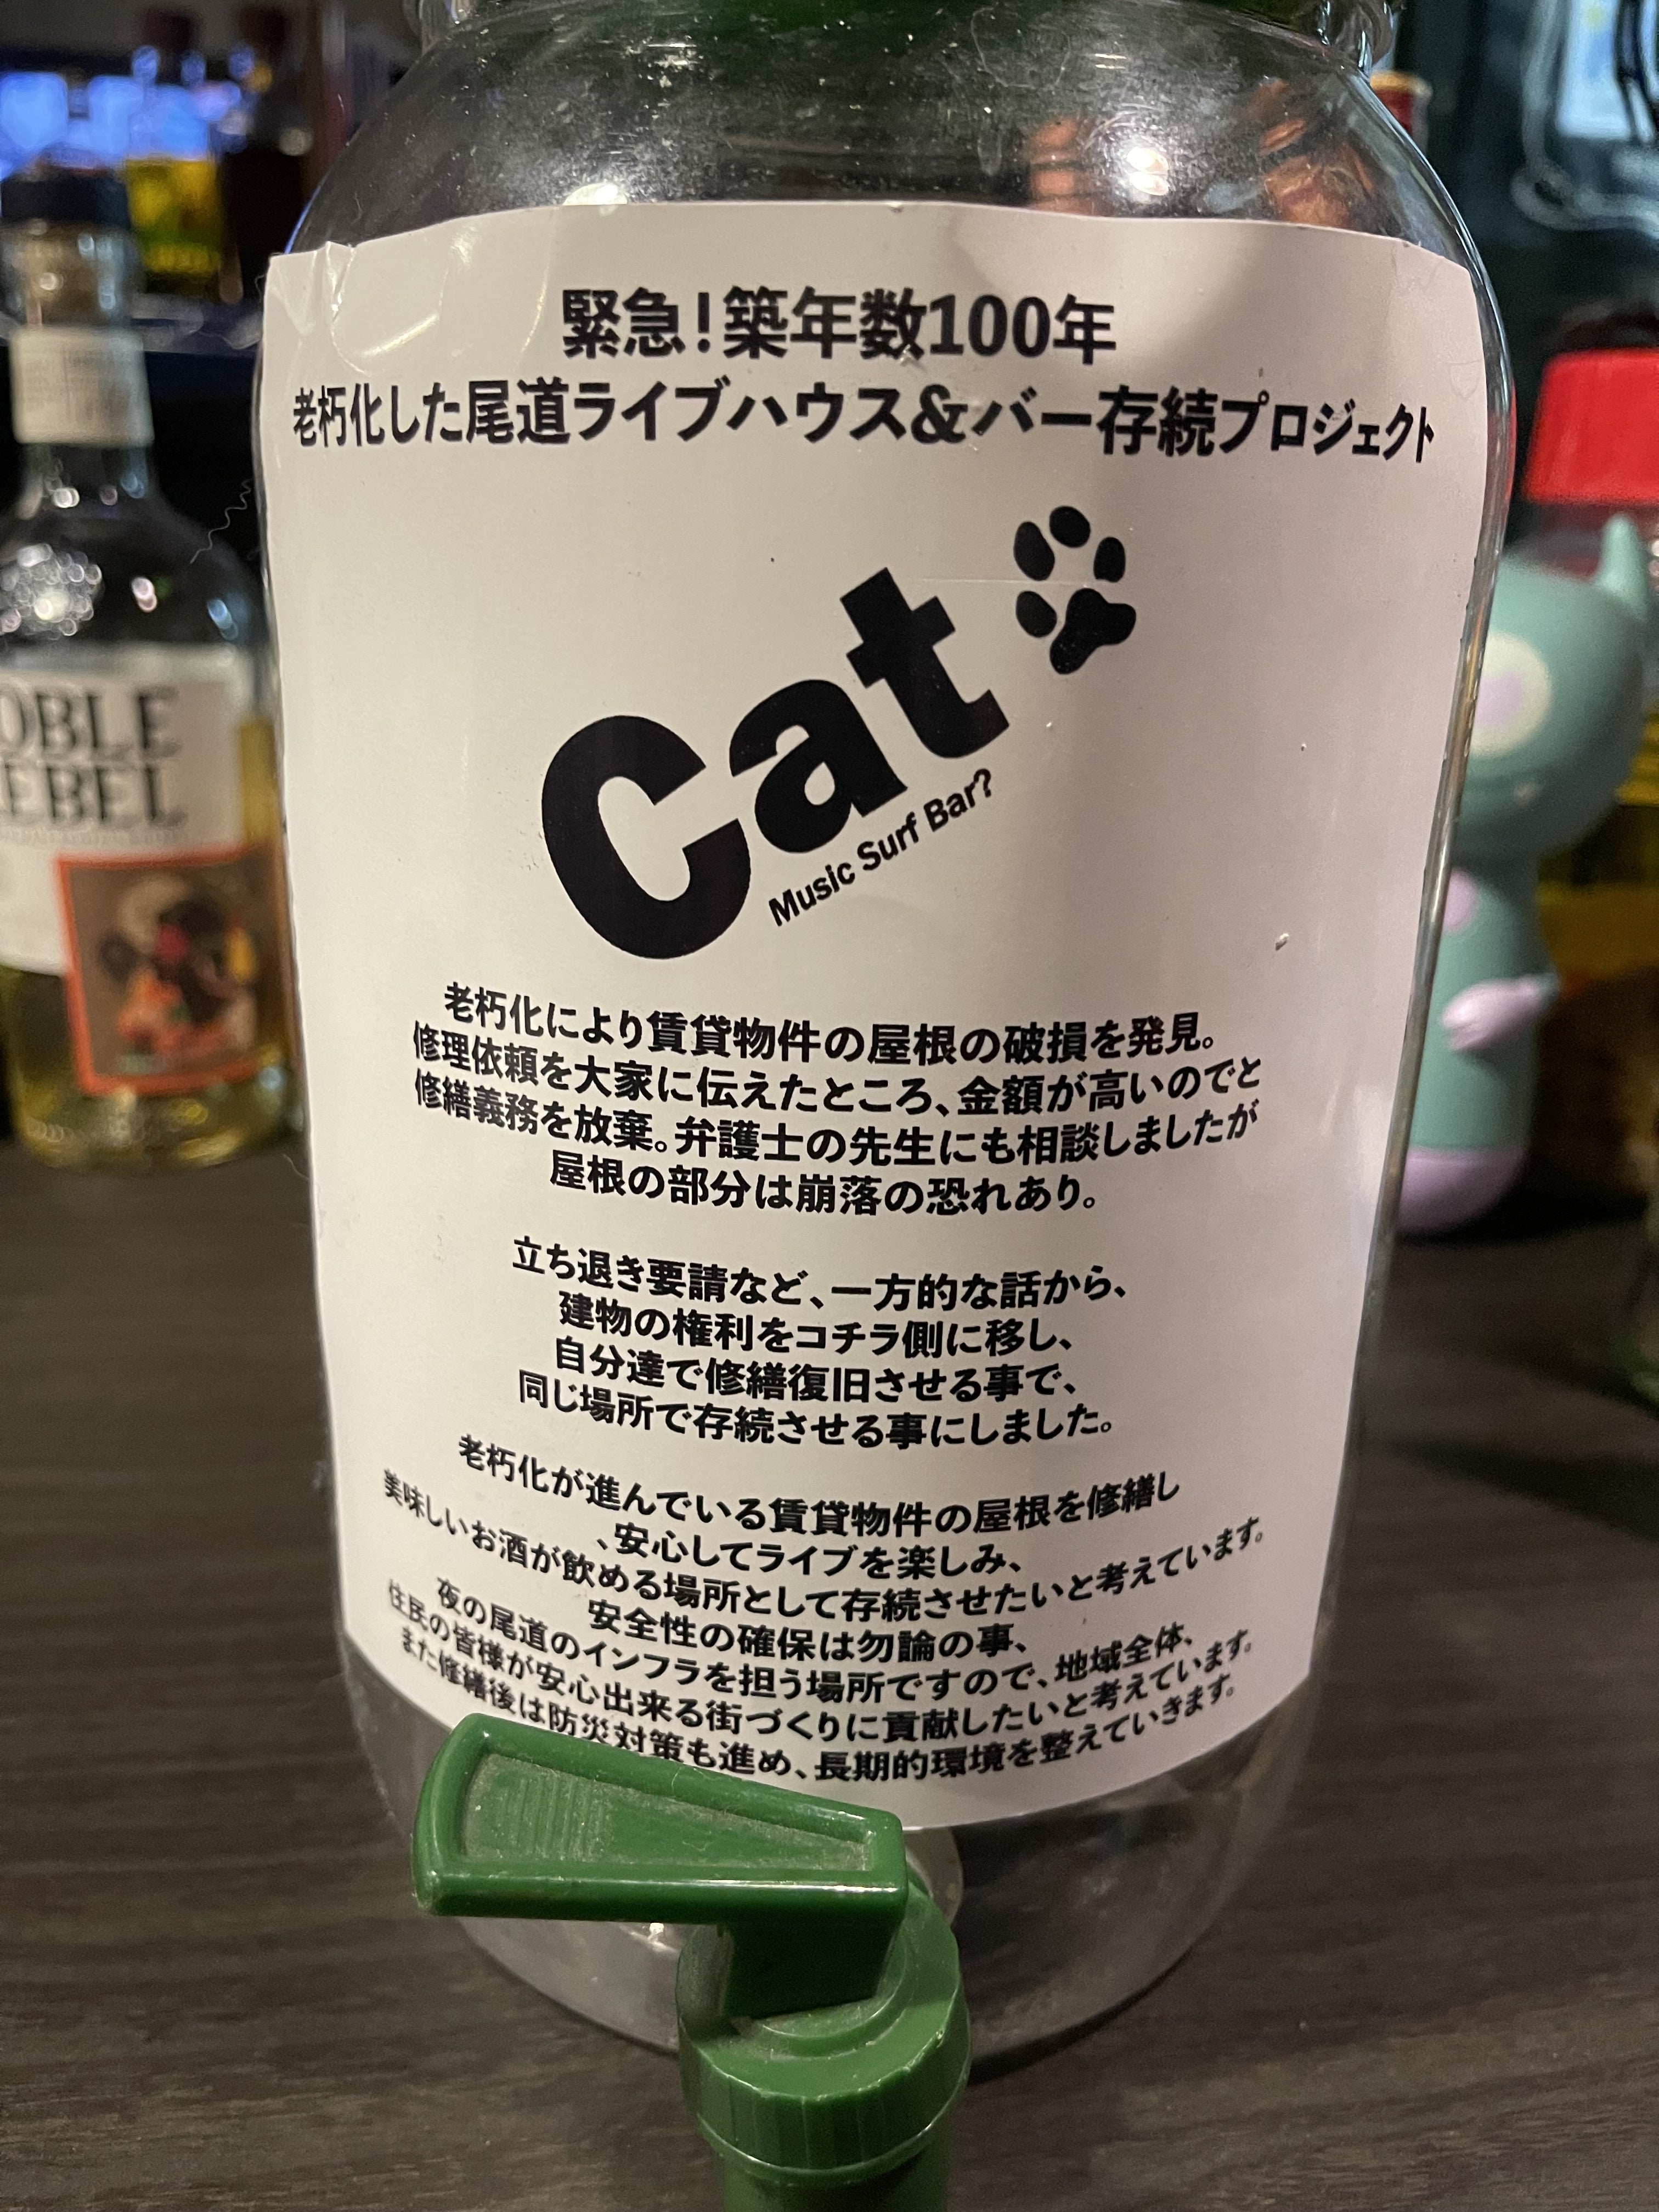 緊急！築年数100年
老朽化した尾道ライブハウス&バー存続プロジェクト
Cat
Music Surf Bar?
老朽化により賃貸物件の屋根の破損を発見。
修理依頼を大家に伝えたところ、金額が高いのでと
修繕義務を放棄。弁護士の先生にも相談しましたが
屋根の部分は崩落の恐れあり。
立ち退き要請など、一方的な話から、
建物の権利をコチラ側に移し、
自分達で修繕復旧させる事で、
同じ場所で存続させる事にしました。
老朽化が進んでいる賃貸物件の屋根を修繕し
、安心してライブを楽しみ、
美味しいお酒が飲める場所として存続させたいと考えています。
安全性の確保は勿論の事、
夜の尾道のインフラを担う場所ですので、地域全体、
住民の皆様が安心出来る街づくりに貢献したいと考えています。
また修繕後は防災対策も進め、長期的環境を整えていきます。
OBLE
EBEL